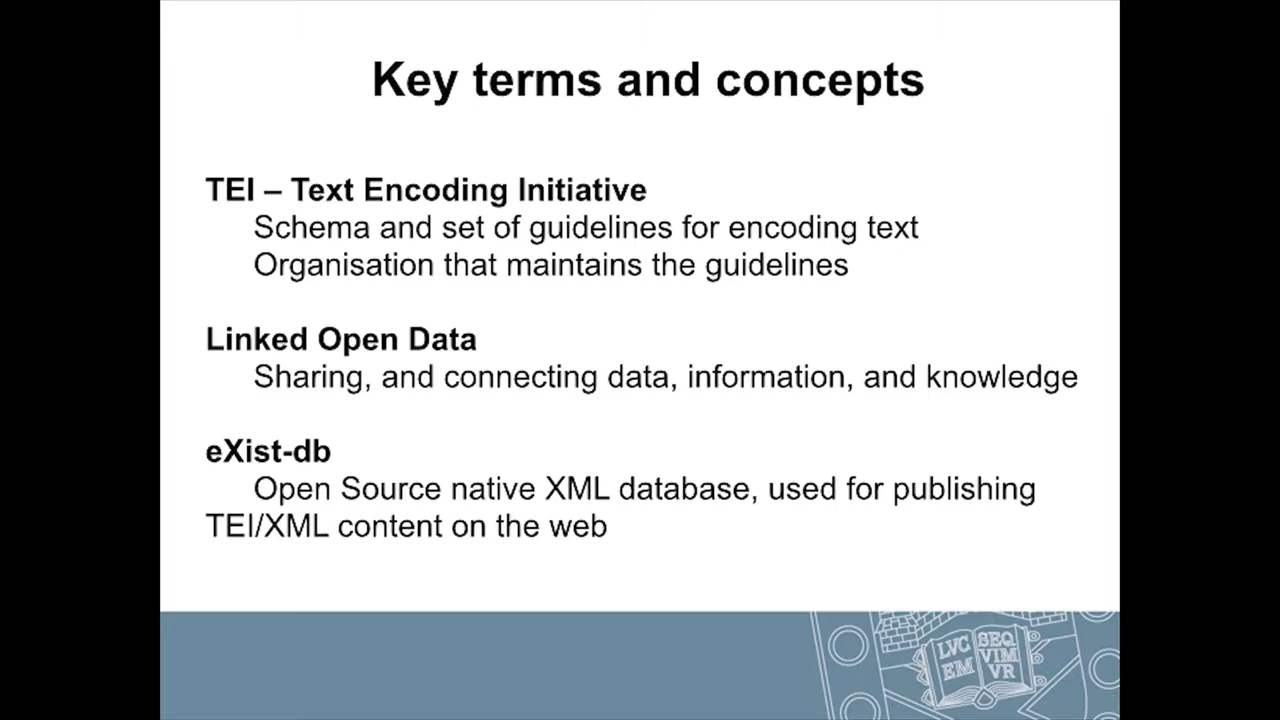 Key terms and concepts
TEI – Text Encoding Initiative
Schema and set of guidelines for encoding text
Organisation that maintains the guidelines
Linked Open Data
Sharing, and connecting data, information, and knowledge
eXist-db
Open Source native XML database, used for publishing
TEI/XML content on the web
LVC
EM
SEQ
VIM
VR